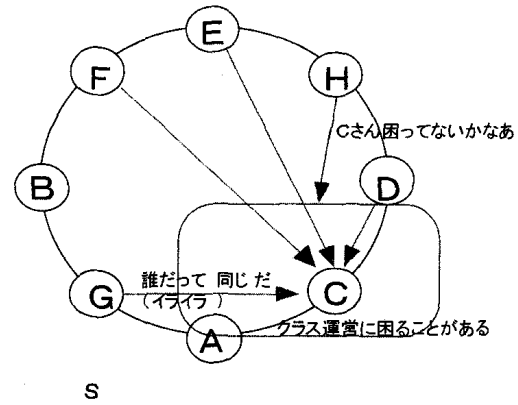 E
F
H
Cさん困ってないかなあ
B
D
誰だって 同じ だ
G
C
(イライラ )
クラス運営に困ることがある
A
S